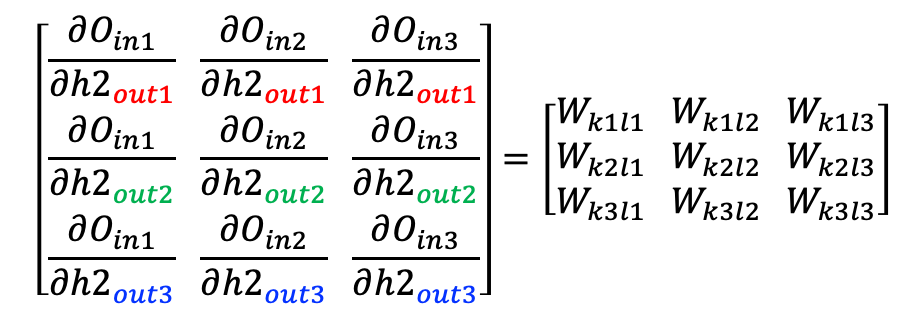 ∂O_in1/∂h2_out1 ∂O_in2/∂h2_out1 ∂O_in3/∂h2_out1
∂O_in1/∂h2_out2 ∂O_in2/∂h2_out2 ∂O_in3/∂h2_out2
∂O_in1/∂h2_out3 ∂O_in2/∂h2_out3 ∂O_in3/∂h2_out3
=
W_k1l1 W_k1l2 W_k1l3
W_k2l1 W_k2l2 W_k2l3
W_k3l1 W_k3l2 W_k3l3